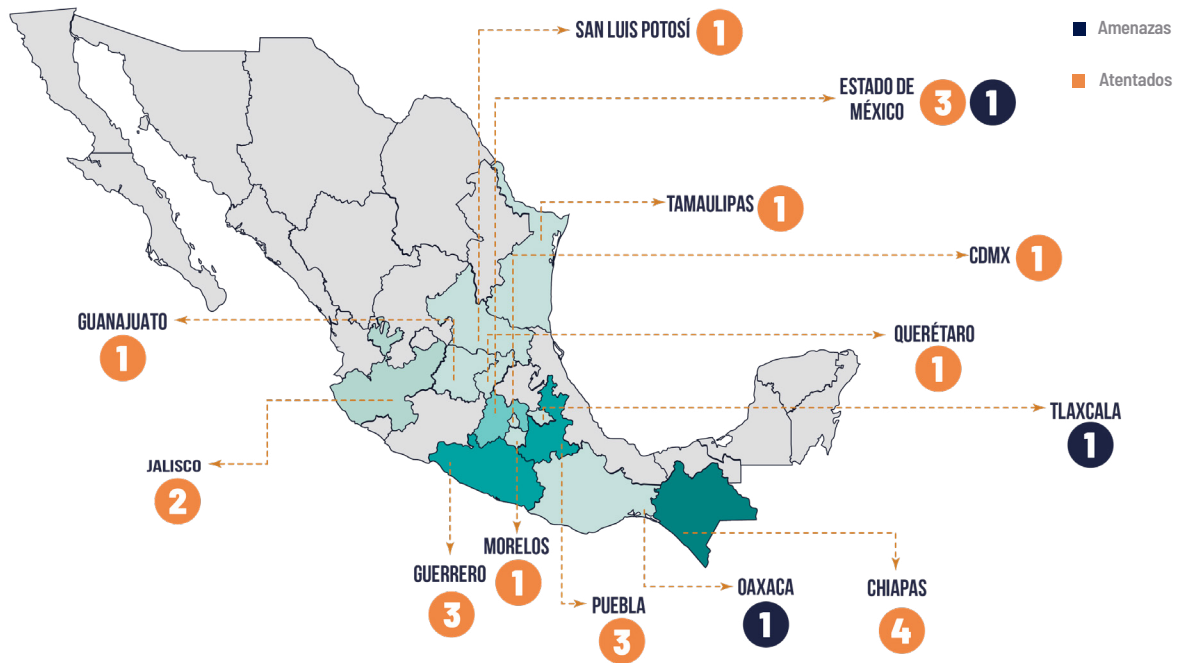 SAN LUIS POTOSÍ 1
Amenazas
Atentados
ESTADO DE
MÉXICO 3 1
TAMAULIPAS 1
CDMX 1
GUANAJUATO
1
QUERÉTARO
1
TLAXCALA
1
JALISCO
2
MORELOS
1
GUERRERO
3
PUEBLA
3
OAXACA
1
CHIAPAS
4